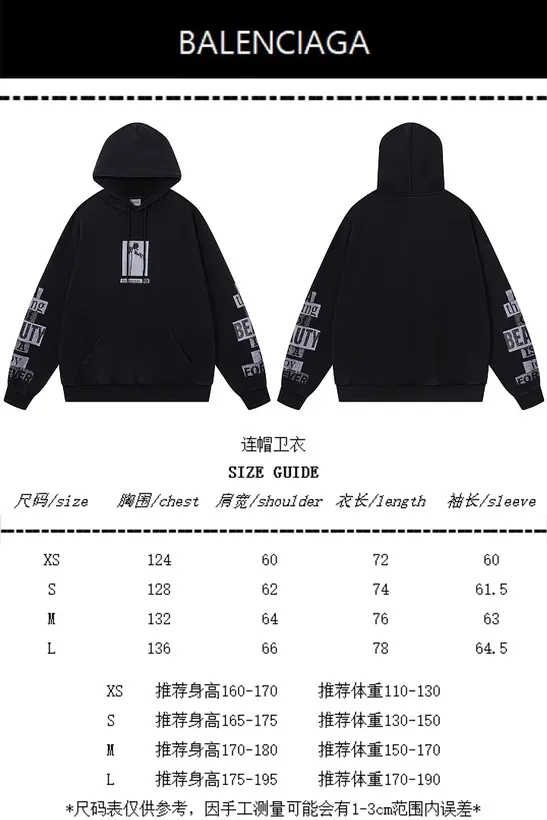 BALENCIAGA
thing
BEAUTY
IS A
FOREVER
连帽卫衣
SIZE GUIDE
尺码/size 胸围/chest 肩宽/shoulder 衣长/length 袖长/sleeve
XS 124 60 72 60
S 128 62 74 61.5
M 132 64 76 63
L 136 66 78 64.5
XS 推荐身高160-170 推荐体重110-130
S 推荐身高165-175 推荐体重130-150
M 推荐身高170-180 推荐体重150-170
L 推荐身高175-195 推荐体重170-190
*尺码表仅供参考，因手工测量可能会有1-3cm范围内误差*